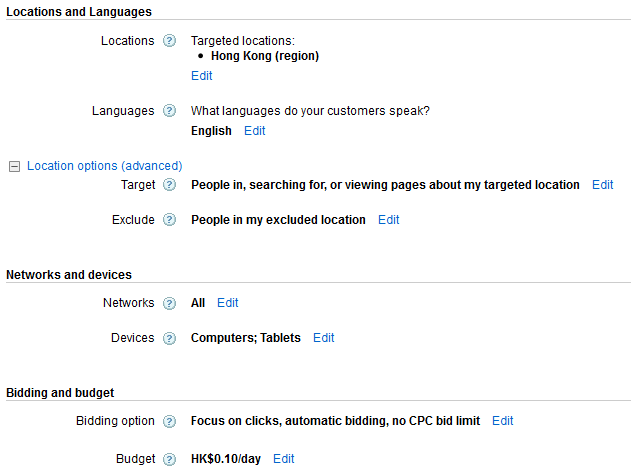 Locations and Languages
Locations ? Targeted locations:
• Hong Kong (region)
Edit
Languages ? What languages do your customers speak?
English Edit
Location options (advanced)
Target ? People in, searching for, or viewing pages about my targeted location Edit
Exclude ? People in my excluded location Edit
Networks and devices
Networks ? All Edit
Devices ? Computers; Tablets Edit
Bidding and budget
Bidding option ? Focus on clicks, automatic bidding, no CPC bid limit Edit
Budget ? HK$0.10/day Edit